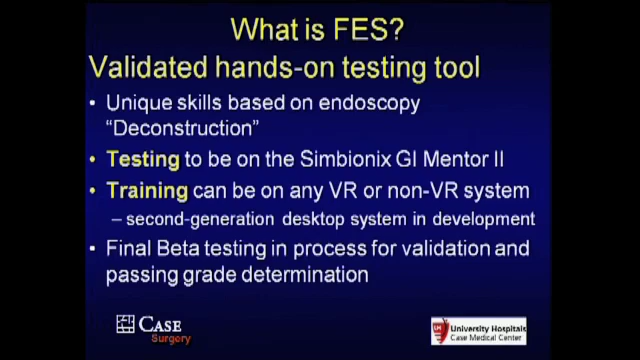 What is FES?
Validated hands-on testing tool
• Unique skills based on endoscopy
"Deconstruction"
• Testing to be on the Simbionix GI Mentor II
• Training can be on any VR or non-VR system
– second-generation desktop system in development
• Final Beta testing in process for validation and
passing grade determination
CASE
Surgery
University Hospitals
Case Medical Center